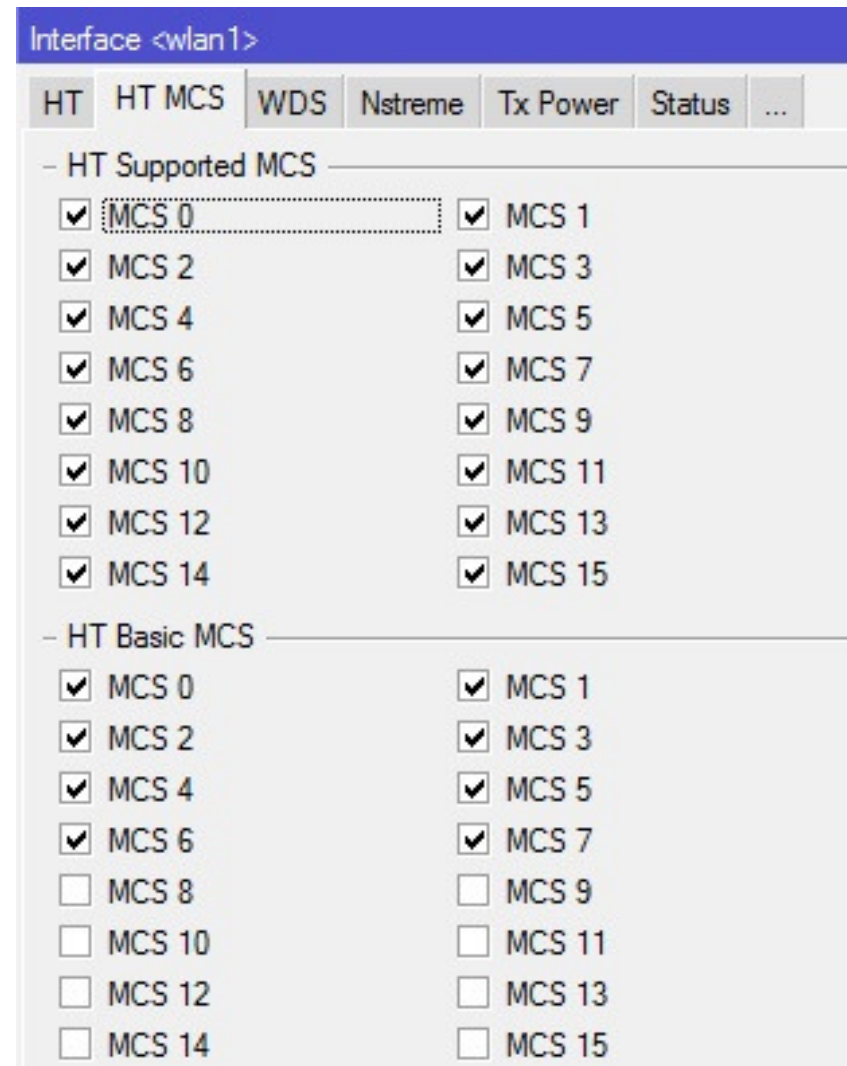 Interface <wlan1>
HT HT MCS WDS Nstreme Tx Power Status ...
HT Supported MCS
MCS 0 MCS 1
MCS 2 MCS 3
MCS 4 MCS 5
MCS 6 MCS 7
MCS 8 MCS 9
MCS 10 MCS 11
MCS 12 MCS 13
MCS 14 MCS 15
HT Basic MCS
MCS 0 MCS 1
MCS 2 MCS 3
MCS 4 MCS 5
MCS 6 MCS 7
MCS 8 MCS 9
MCS 10 MCS 11
MCS 12 MCS 13
MCS 14 MCS 15